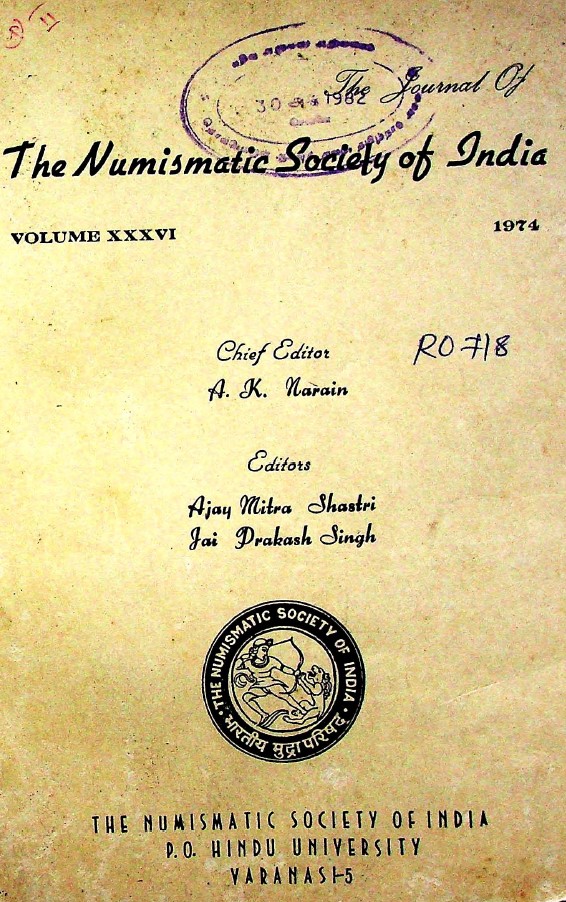 The Journal Of
30 1982
The Numismatic Society of India
VOLUME XXXVI 1974
Chief Editor
RO 718
A. K. Narain
Editors
Ajay Mitra Shastri
Jai Prakash Singh
THE NUMISMATIC SOCIETY OF INDIA
भारतीय मुद्रा परिषद
THE NUMISMATIC SOCIETY OF INDIA
P.O. HINDU UNIVERSITY
VARANASI-5